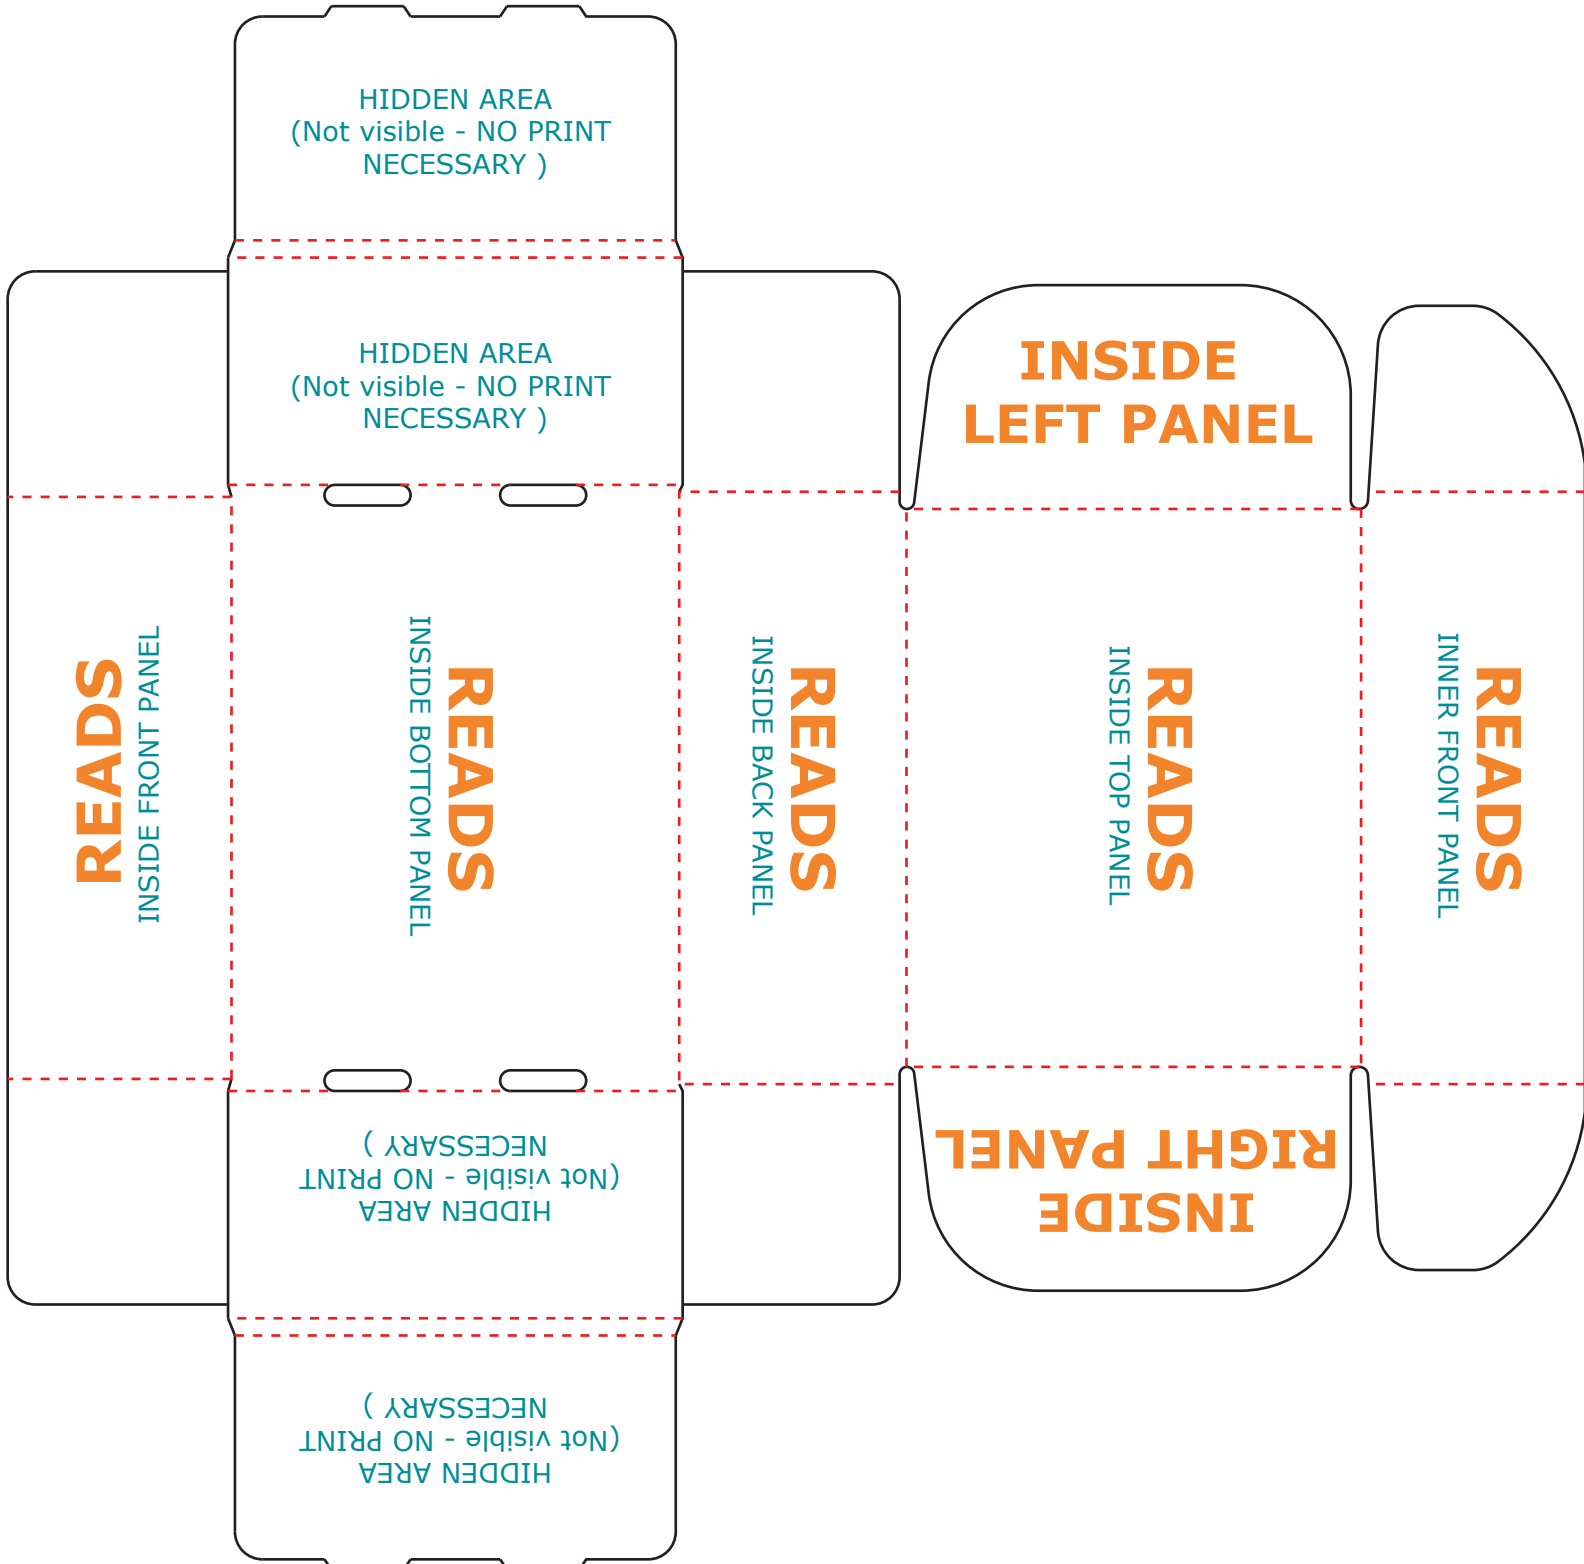 HIDDEN AREA
(Not visible - NO PRINT
NECESSARY )
HIDDEN AREA
(Not visible - NO PRINT
NECESSARY )
INSIDE
LEFT PANEL
READS
INSIDE FRONT PANEL
READS
INSIDE BOTTOM PANEL
READS
INSIDE BACK PANEL
READS
INSIDE TOP PANEL
READS
INNER FRONT PANEL
HIDDEN AREA
(Not visible - NO PRINT
NECESSARY )
INSIDE
RIGHT PANEL
HIDDEN AREA
(Not visible - NO PRINT
NECESSARY )